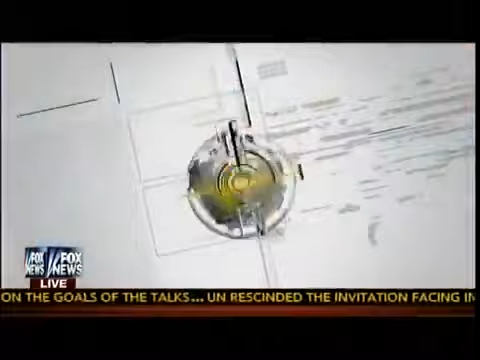 FOX
NEWS
FOX
NEWS
LIVE
ON THE GOALS OF THE TALKS... UN RESCINDED THE INVITATION FACING IN